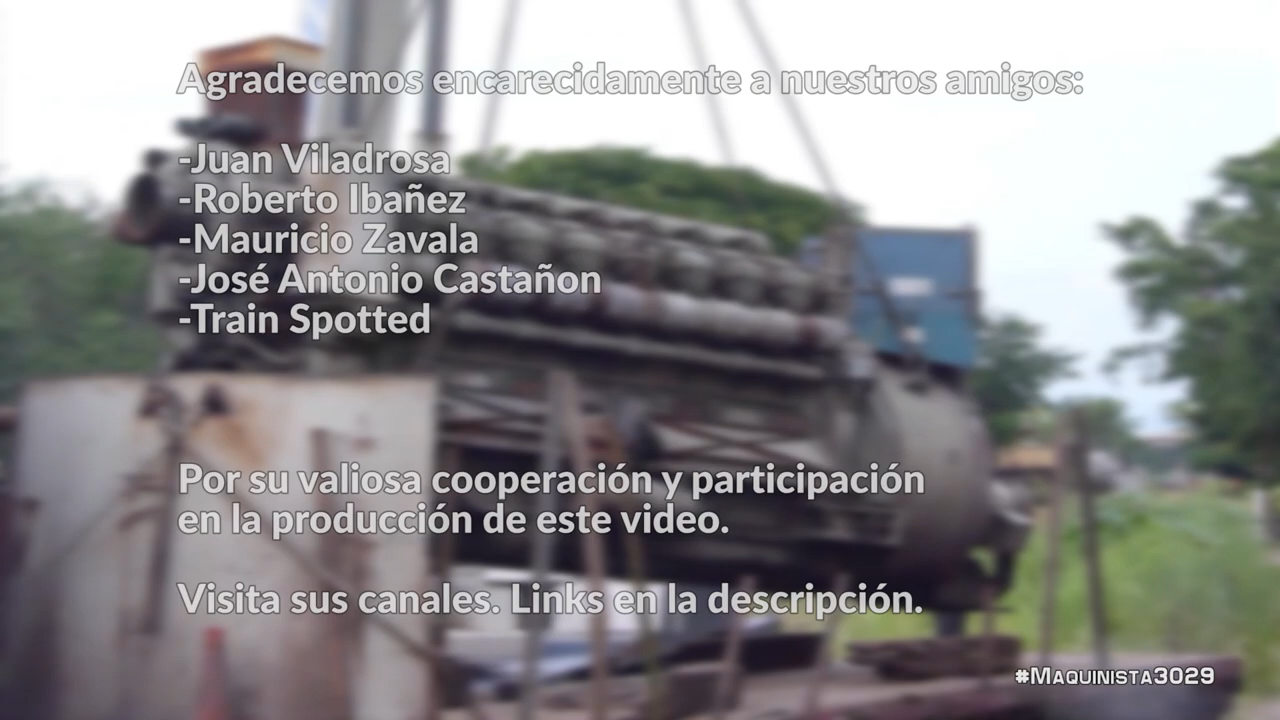 Agradecemos encarecidamente a nuestros amigos:
-Juan Viladrosa
-Roberto Ibañez
-Mauricio Zavala
-José Antonio Castañon
-Train Spotted
Por su valiosa cooperación y participación
en la producción de este video.
Visita sus canales. Links en la descripción.
#Maquinista3029